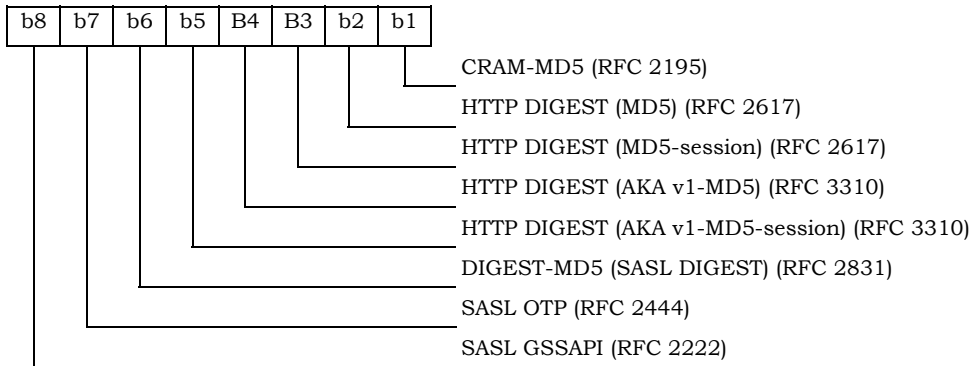 b8 b7 b6 b5 B4 B3 b2 b1
CRAM-MD5 (RFC 2195)
HTTP DIGEST (MD5) (RFC 2617)
HTTP DIGEST (MD5-session) (RFC 2617)
HTTP DIGEST (AKA v1-MD5) (RFC 3310)
HTTP DIGEST (AKA v1-MD5-session) (RFC 3310)
DIGEST-MD5 (SASL DIGEST) (RFC 2831)
SASL OTP (RFC 2444)
SASL GSSAPI (RFC 2222)